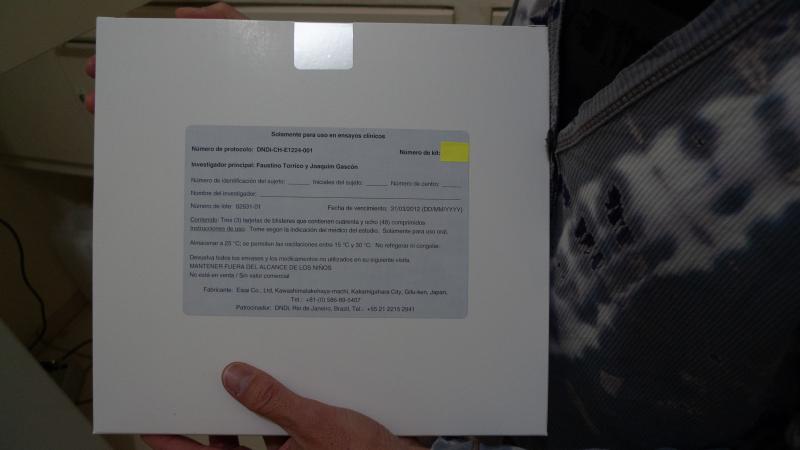 Solamente para uso en ensayos clínicos
Número de protocolo: DNDi-CH-E1224-001 Número de kit:
Investigador principal: Faustino Torrico y Joaquim Gascón
Número de identificación del sujeto: ______ Iniciales del sujeto: ______ Número de centro: _____
Nombre del investigador: ______
Número de lote: 02931-01 Fecha de vencimiento: 31/03/2012 (DD/MM/YYYY)
Contenido: Tres (3) tarjetas de blísteres que contienen cuarenta y ocho (48) comprimidos
Instrucciones de uso: Tome según la indicación del médico del estudio. Solamente para uso oral.
Almacenar a 25 °C; se permiten las oscilaciones entre 15 °C y 30 °C. No refrigerar ni congelar.
Devuelva todos los envases y los medicamentos no utilizados en su siguiente visita.
MANTENER FUERA DEL ALCANCE DE LOS NIÑOS
No está en venta / Sin valor comercial
Fabricante: Eisai Co., Ltd, Kawashimatakehaya-machi, Kakamigahara City, Gifu-ken, Japan,
Tel.: +81-(0) 586-89-5407
Patrocinador: DNDi, Rio de Janeiro, Brazil, Tel.: +55 21 2215 2941